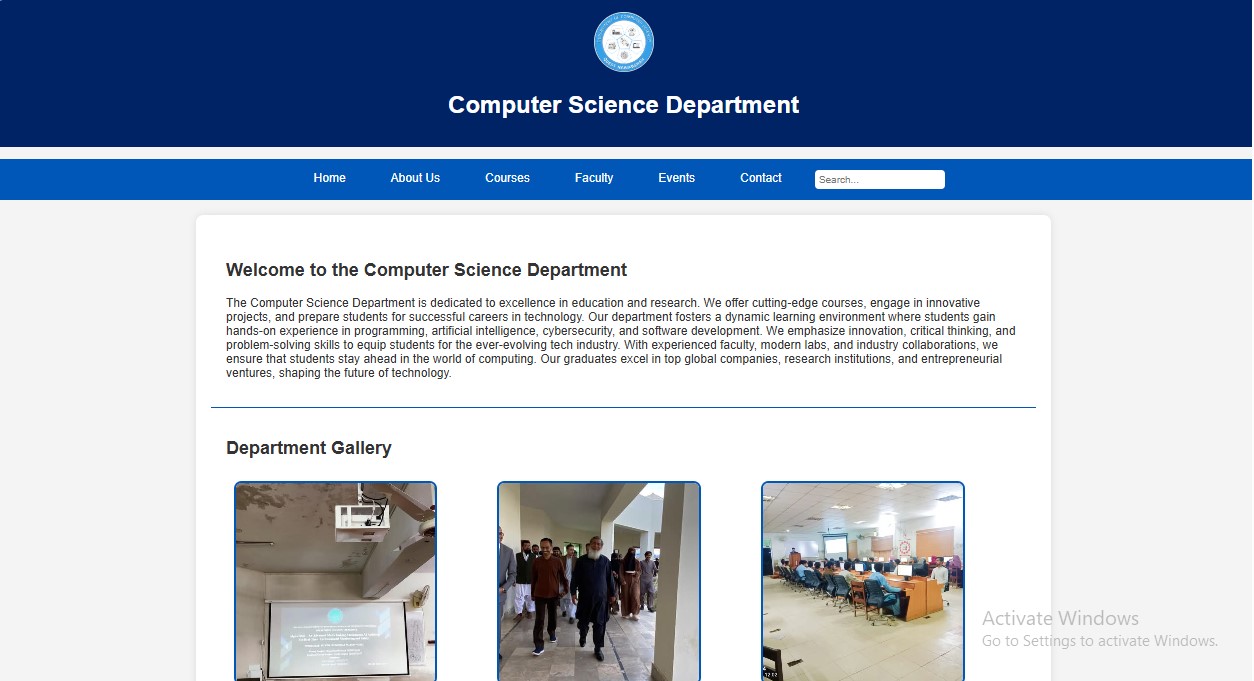 Computer Science Department
Home About Us Courses Faculty Events Contact Search...
Welcome to the Computer Science Department
The Computer Science Department is dedicated to excellence in education and research. We offer cutting-edge courses, engage in innovative
projects, and prepare students for successful careers in technology. Our department fosters a dynamic learning environment where students gain
hands-on experience in programming, artificial intelligence, cybersecurity, and software development. We emphasize innovation, critical thinking, and
problem-solving skills to equip students for the ever-evolving tech industry. With experienced faculty, modern labs, and industry collaborations, we
ensure that students stay ahead in the world of computing. Our graduates excel in top global companies, research institutions, and entrepreneurial
ventures, shaping the future of technology.
Department Gallery
12:02
Activate Windows
Go to Settings to activate Windows.